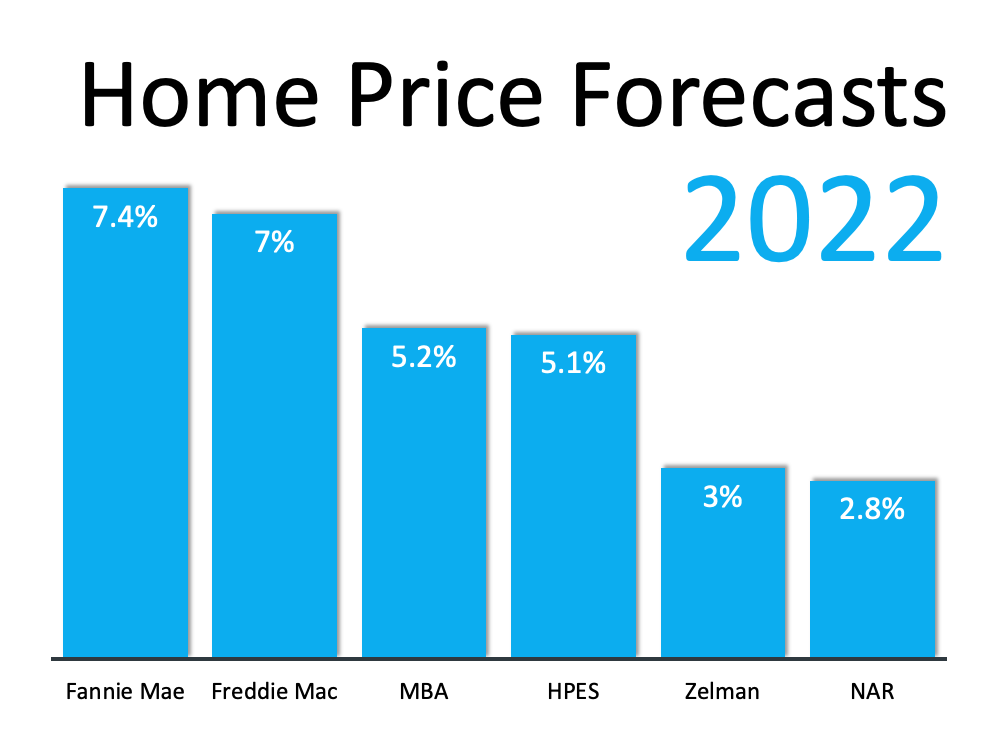 Home Price Forecasts
2022
7.4%
7%
5.2%
5.1%
3%
2.8%
Fannie Mae
Freddie Mac
MBA
HPES
Zelman
NAR